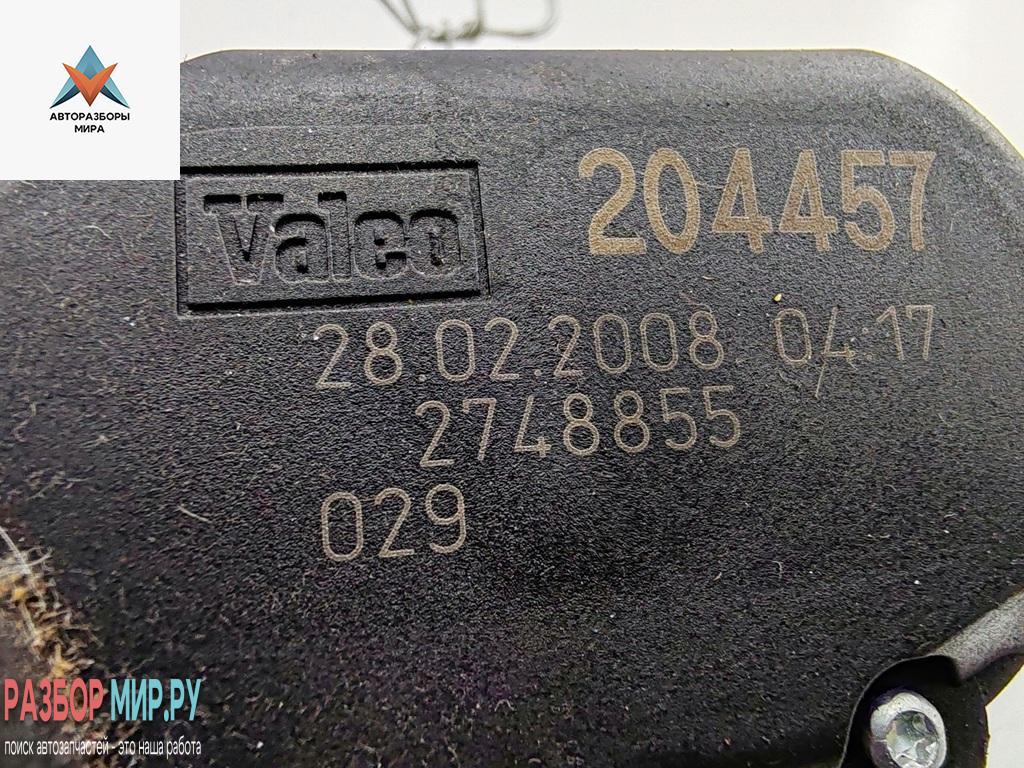 АВТОРАЗБОРЫ
МИРА
Valeo
204457
28.02.2008 04:17
2748855
029
РАЗБОР МИР.РУ
поиск автозапчастей - это наша работа